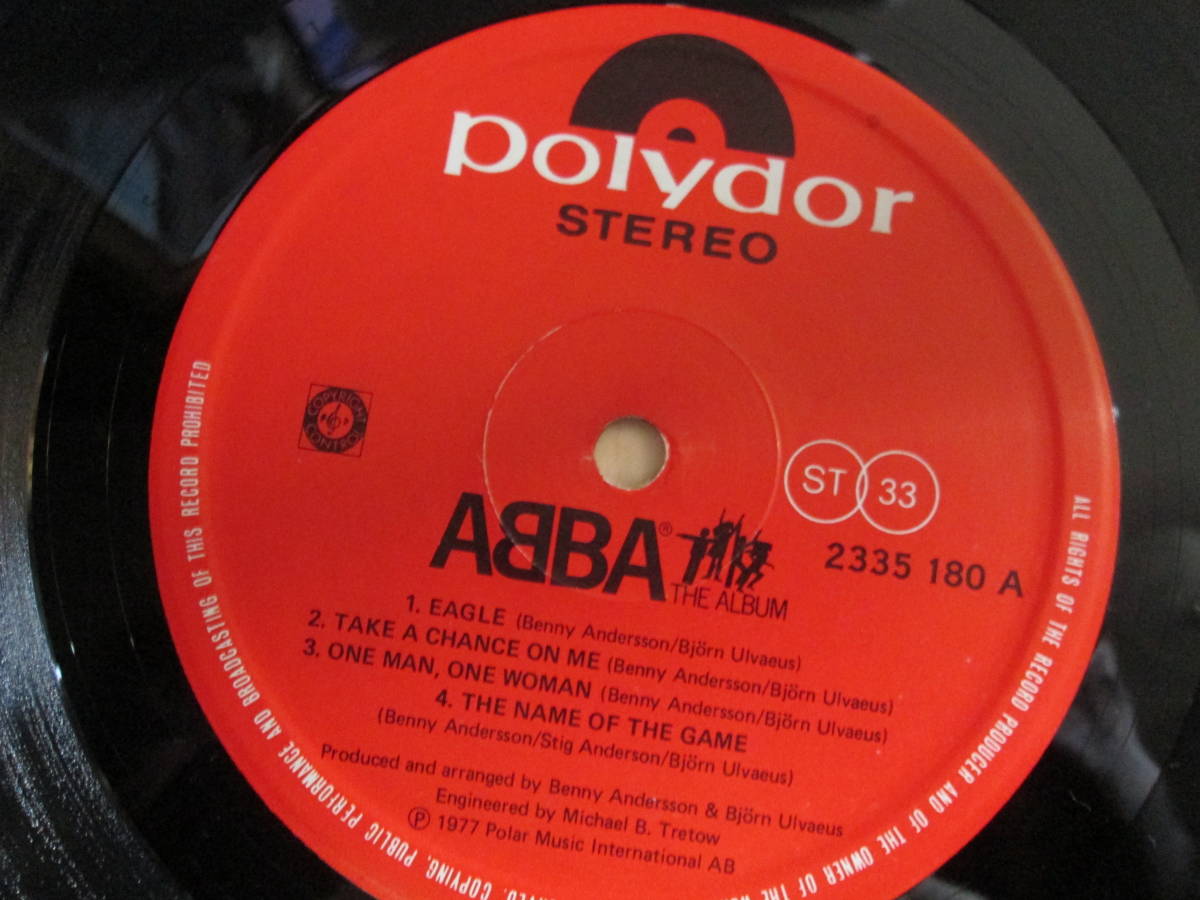 polydor
STEREO
COPYRIGHT
CONTROL
ST 33
2335 180 A
ABBA®
THE ALBUM
1. EAGLE (Benny Andersson/Björn Ulvaeus)
2. TAKE A CHANCE ON ME (Benny Andersson/Björn Ulvaeus)
3. ONE MAN, ONE WOMAN (Benny Andersson/Björn Ulvaeus)
4. THE NAME OF THE GAME
(Benny Andersson/Stig Anderson/Björn Ulvaeus)
Produced and arranged by Benny Andersson & Björn Ulvaeus
Engineered by Michael B. Tretow
℗ 1977 Polar Music International AB
ALL RIGHTS OF THE RECORD PRODUCER AND OF THE OWNER OF THE
COPYING, PUBLIC PERFORMANCE AND BROADCASTING OF THIS RECORD PROHIBITED